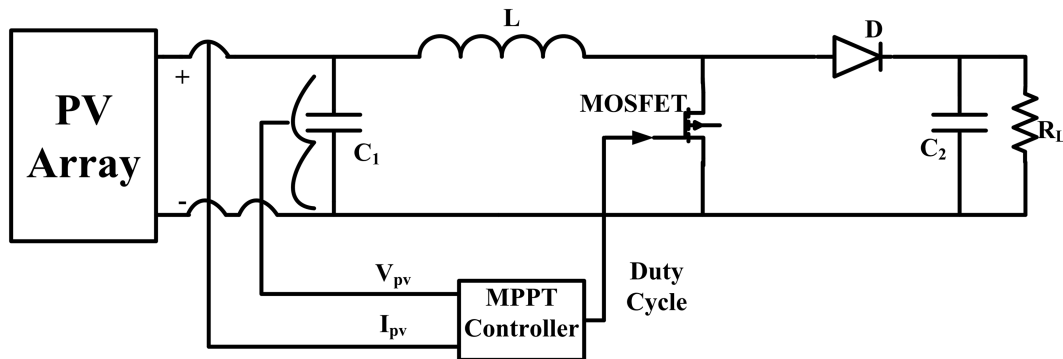 PV
Array
+
-
L
C1
MOSFET
D
C2
RL
Vpv
Ipv
MPPT
Controller
Duty
Cycle